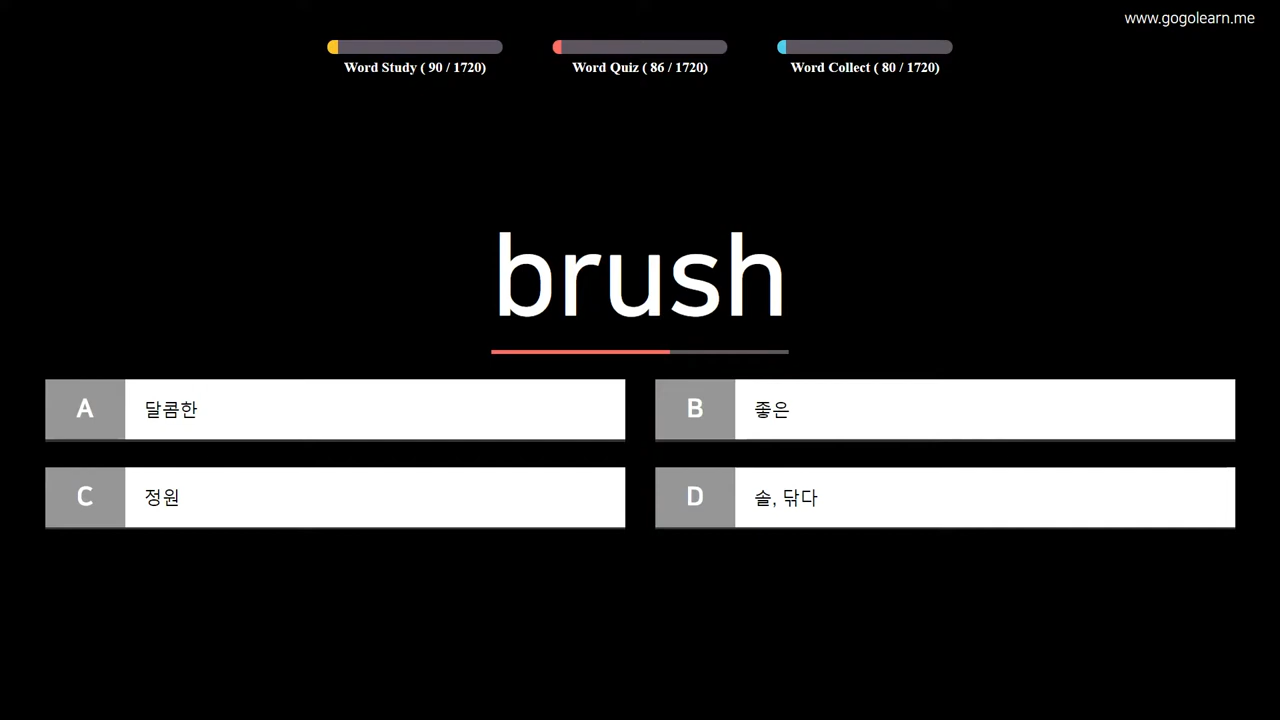 www.gogolearn.me
Word Study ( 90 / 1720)
Word Quiz ( 86 / 1720)
Word Collect ( 80 / 1720)
brush
A 달콤한
B 좋은
C 정원
D 솔, 닦다